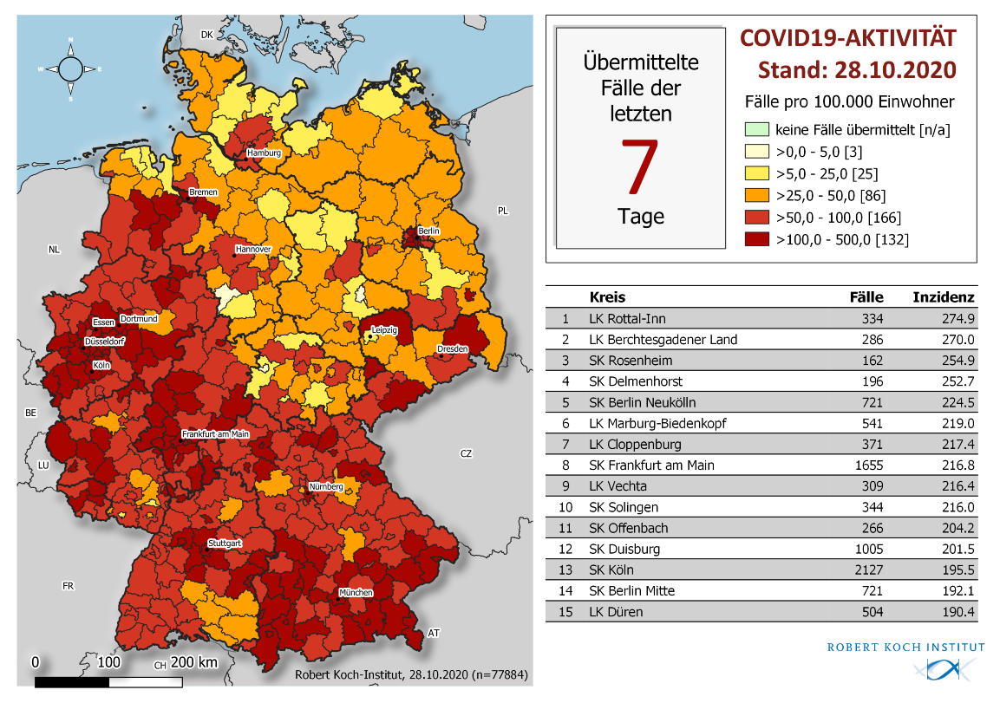 DK
N
W
E
S
Hamburg
Bremen
PL
Berlin
NL
Hannover
Essen
Dortmund
Düsseldorf
Leipzig
Dresden
Köln
BE
Frankfurt am Main
LU
CZ
Nürnberg
Stuttgart
FR
München
AT
0
100
CH
200 km
Robert Koch-Institut, 28.10.2020 (n=77884)
Übermittelte
Fälle der
letzten
7
Tage
COVID19-AKTIVITÄT
Stand: 28.10.2020
Fälle pro 100.000 Einwohner
keine Fälle übermittelt [n/a]
>0,0 - 5,0 [3]
>5,0 - 25,0 [25]
>25,0 - 50,0 [86]
>50,0 - 100,0 [166]
>100,0 - 500,0 [132]
Kreis Fälle Inzidenz
1 LK Rottal-Inn 334 274.9
2 LK Berchtesgadener Land 286 270.0
3 SK Rosenheim 162 254.9
4 SK Delmenhorst 196 252.7
5 SK Berlin Neukölln 721 224.5
6 LK Marburg-Biedenkopf 541 219.0
7 LK Cloppenburg 371 217.4
8 SK Frankfurt am Main 1655 216.8
9 LK Vechta 309 216.4
10 SK Solingen 344 216.0
11 SK Offenbach 266 204.2
12 SK Duisburg 1005 201.5
13 SK Köln 2127 195.5
14 SK Berlin Mitte 721 192.1
15 LK Düren 504 190.4
ROBERT KOCH INSTITUT